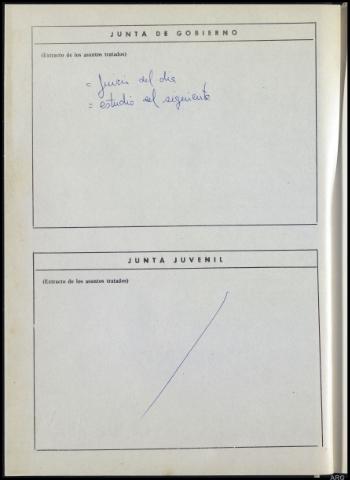 JUNTA DE GOBIERNO
(Extracto de los asuntos tratados)
= Juicio del día
= estudio del siguiente
JUNTA JUVENIL
(Extracto de los asuntos tratados)
ARG